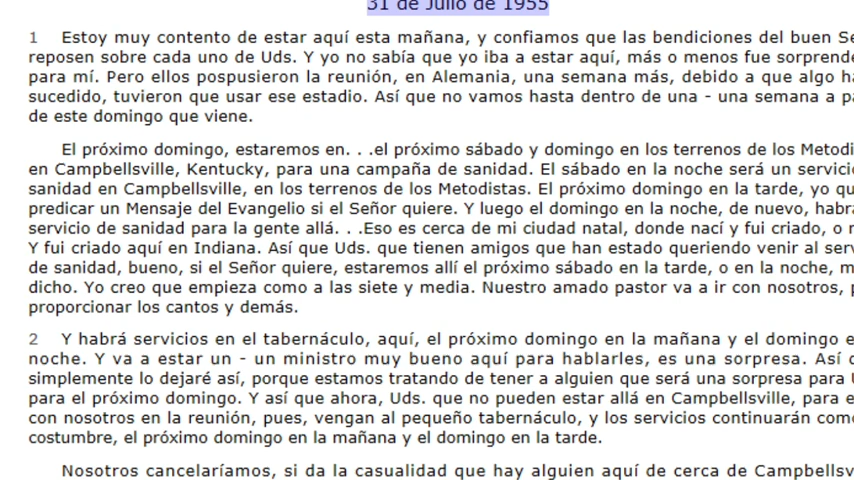 31 de Julio de 1955
1 Estoy muy contento de estar aquí esta mañana, y confiamos que las bendiciones del buen Se
reposen sobre cada uno de Uds. Y yo no sabía que yo iba a estar aquí, más o menos fue sorprende
para mí. Pero ellos pospusieron la reunión, en Alemania, una semana más, debido a que algo ha
sucedido, tuvieron que usar ese estadio. Así que no vamos hasta dentro de una - una semana a pa
de este domingo que viene.
El próximo domingo, estaremos en. . .el próximo sábado y domingo en los terrenos de los Metodi
en Campbellsville, Kentucky, para una campaña de sanidad. El sábado en la noche será un servicio
sanidad en Campbellsville, en los terrenos de los Metodistas. El próximo domingo en la tarde, yo qu
predicar un Mensaje del Evangelio si el Señor quiere. Y luego el domingo en la noche, de nuevo, habrá
servicio de sanidad para la gente allá. . .Eso es cerca de mi ciudad natal, donde nací y fui criado, o n
Y fui criado aquí en Indiana. Así que Uds. que tienen amigos que han estado queriendo venir al serv
de sanidad, bueno, si el Señor quiere, estaremos allí el próximo sábado en la tarde, o en la noche, m
dicho. Yo creo que empieza como a las siete y media. Nuestro amado pastor va a ir con nosotros, p
proporcionar los cantos y demás.
2 Y habrá servicios en el tabernáculo, aquí, el próximo domingo en la mañana y el domingo e
noche. Y va a estar un - un ministro muy bueno aquí para hablarles, es una sorpresa. Así q
simplemente lo dejaré así, porque estamos tratando de tener a alguien que será una sorpresa para U
para el próximo domingo. Y así que ahora, Uds. que no pueden estar allá en Campbellsville, para e
con nosotros en la reunión, pues, vengan al pequeño tabernáculo, y los servicios continuarán como
costumbre, el próximo domingo en la mañana y el domingo en la tarde.
Nosotros cancelaríamos, si da la casualidad que hay alguien aquí de cerca de Campbellsv